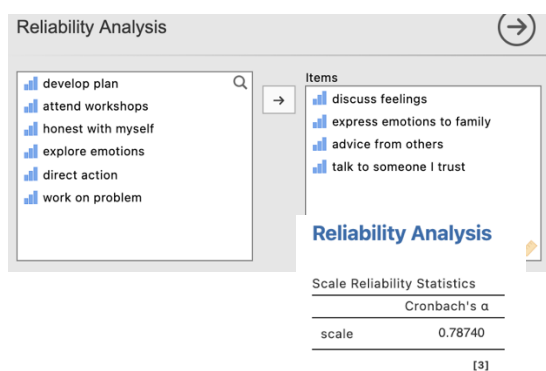 Reliability Analysis
develop plan
attend workshops
honest with myself
explore emotions
direct action
work on problem
Items
discuss feelings
express emotions to family
advice from others
talk to someone I trust
Reliability Analysis
Scale Reliability Statistics
Cronbach's α
scale 0.78740
[3]